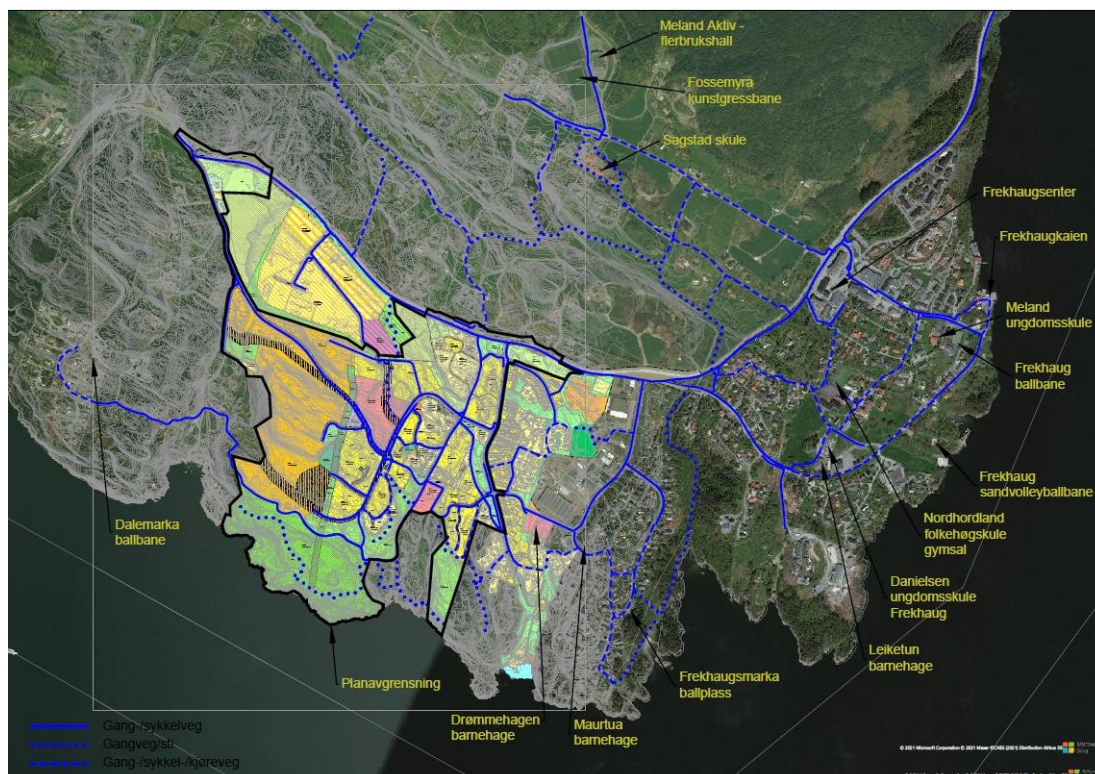 Meland Aktiv -
flerbrukshall
Fossemyra
kunstgressbane
Sagstad skule
Frekhaugsenter
Frekhaugkaien
Meland
ungdomsskule
Frekhaug
ballbane
Frekhaug
sandvolleyballbane
Nordhordland
folkehøgskule
gymsal
Danielsen
ungdomsskule
Frekhaug
Leiketun
barnehage
Dalemarka
ballbane
Planavgrensning
Drømmehagen
barnehage
Maurtua
barnehage
Frekhaugsmarka
ballplass
Gang-/sykkelveg
Gangveg/sti
Gang-/sykkel-/kjøreveg